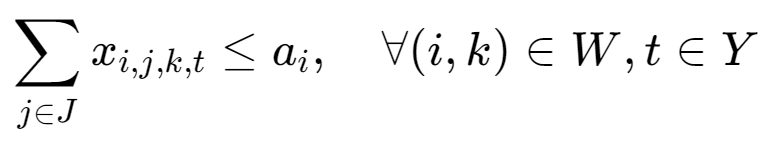 ∑_{j∈J} x_{i,j,k,t} ≤ a_i, ∀(i, k) ∈ W, t ∈ Y